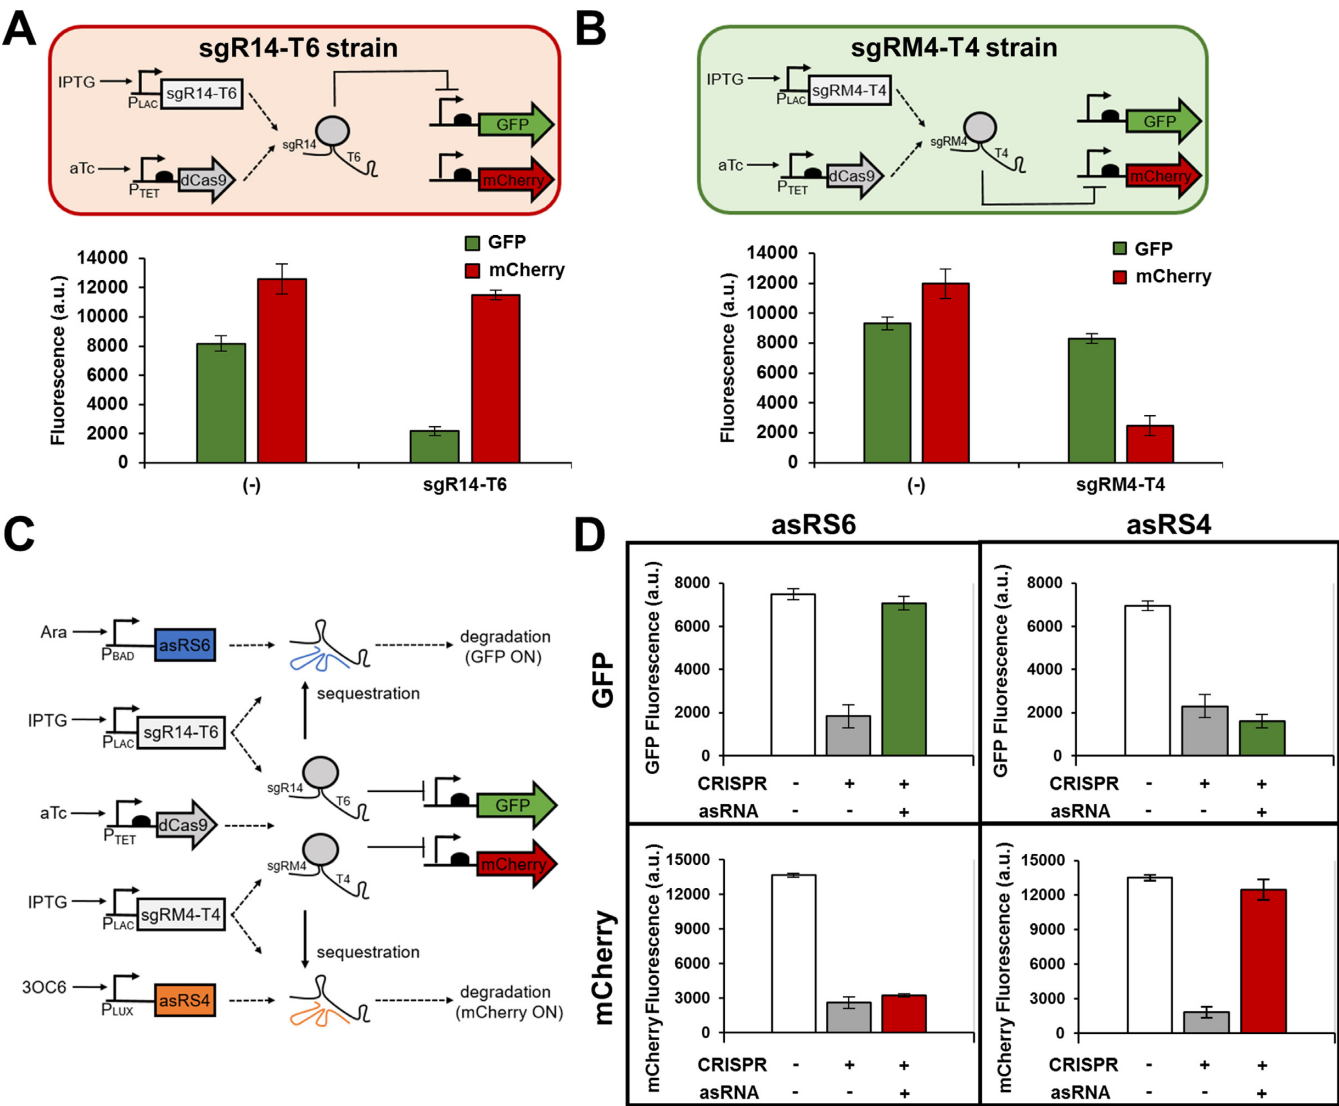 A
sgR14-T6 strain
IPTG
PLAC
sgR14-T6
sgR14
T6
GFP
aTc
PTET
dCas9
mCherry
GFP
mCherry
Fluorescence (a.u.)
14000
12000
10000
8000
6000
4000
2000
0
(-)
sgR14-T6
B
sgRM4-T4 strain
IPTG
PLAC
sgRM4-T4
sgRM4
T4
GFP
aTc
PTET
dCas9
mCherry
GFP
mCherry
Fluorescence (a.u.)
14000
12000
10000
8000
6000
4000
2000
0
(-)
sgRM4-T4
C
Ara
PBAD
asRS6
degradation
(GFP ON)
sequestration
IPTG
PLAC
sgR14-T6
sgR14
T6
GFP
aTc
PTET
dCas9
sgRM4
T4
mCherry
IPTG
PLAC
sgRM4-T4
sequestration
3OC6
PLUX
asRS4
degradation
(mCherry ON)
D
asRS6
asRS4
GFP
GFP Fluorescence (a.u.)
8000
6000
4000
2000
0
CRISPR - + +
asRNA - - +
GFP Fluorescence (a.u.)
8000
6000
4000
2000
0
CRISPR - + +
asRNA - - +
mCherry
mCherry Fluorescence (a.u.)
15000
12000
9000
6000
3000
0
CRISPR - + +
asRNA - - +
mCherry Fluorescence (a.u.)
15000
12000
9000
6000
3000
0
CRISPR - + +
asRNA - - +